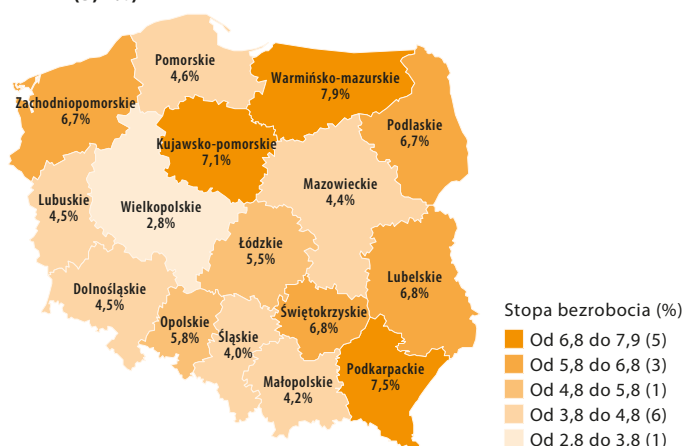 Pomorskie
4,6%
Warmińsko-mazurskie
7,9%
Zachodniopomorskie
6,7%
Podlaskie
6,7%
Kujawsko-pomorskie
7,1%
Mazowieckie
4,4%
Lubuskie
4,5%
Wielkopolskie
2,8%
Łódzkie
5,5%
Lubelskie
6,8%
Dolnośląskie
4,5%
Opolskie
5,8%
Śląskie
4,0%
Świętokrzyskie
6,8%
Małopolskie
4,2%
Podkarpackie
7,5%
Stopa bezrobocia (%)
Od 6,8 do 7,9 (5)
Od 5,8 do 6,8 (3)
Od 4,8 do 5,8 (1)
Od 3,8 do 4,8 (6)
Od 2,8 do 3,8 (1)